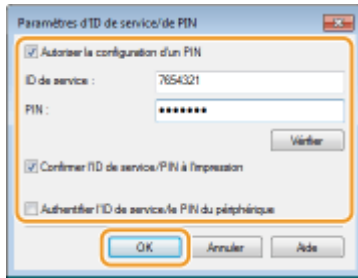 Paramètres d'ID de service/de PIN
Autoriser la configuration d'un PIN
ID de service :
7654321
PIN :
•••••••
Vérifier
Confirmer l'ID de service/PIN à l'impression
Authentifier l'ID de service/le PIN du périphérique
OK
Annuler
Aide